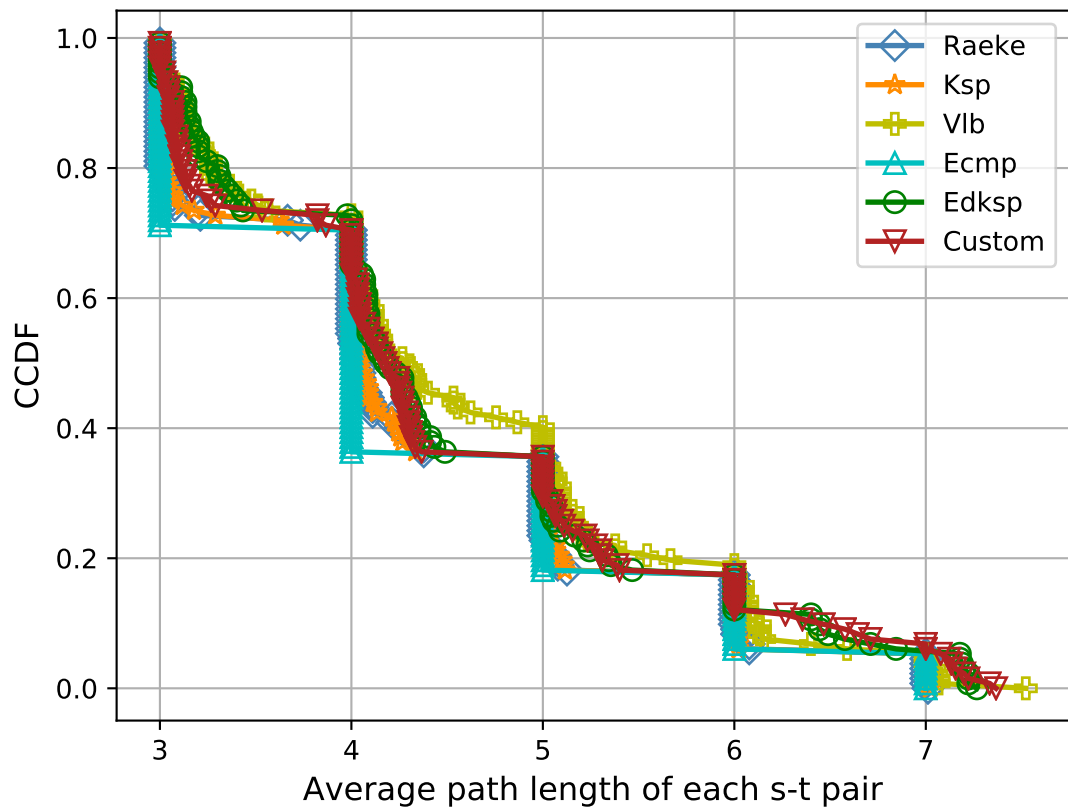 1.0
0.8
0.6
0.4
0.2
0.0
CCDF
3 4 5 6 7
Average path length of each s-t pair
Raeke
Ksp
Vlb
Ecmp
Edksp
Custom